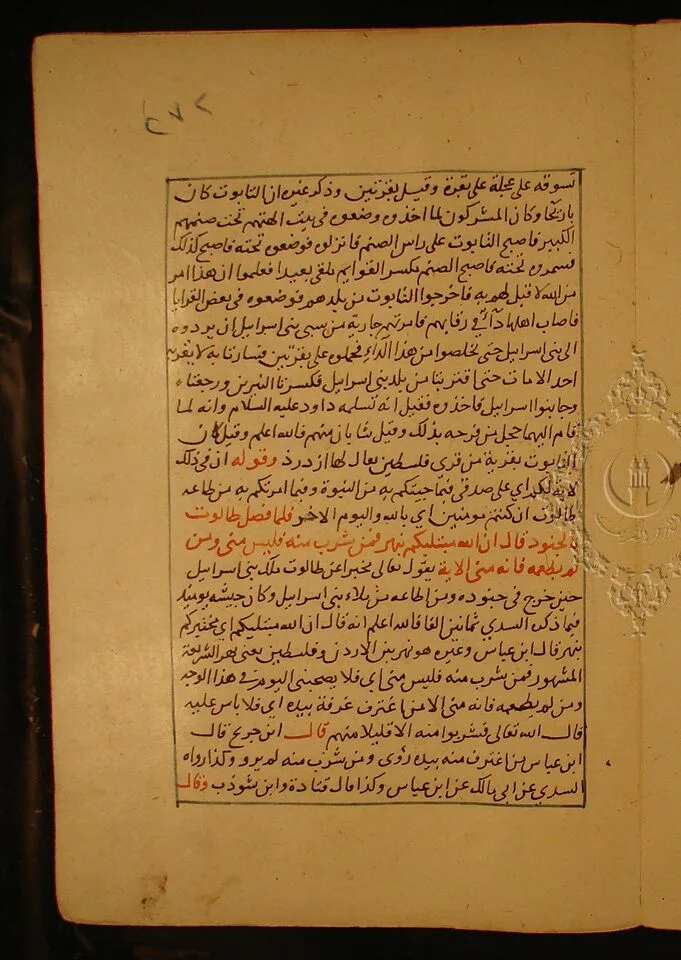 ٢٨٧
تسوقه على عجلة على بقرة وقيل بقرتين وذكر غيره ان التابوت كان
باريحا وكان المشركون لما اخذوه وضعوه في بيت الهتهم تحت صنمهم
الكبير فاصبح التابوت على راس الصنم فانزلوه فوضعوه تحته فاصبح كذلك
فسمروه تحته فاصبح الصنم مكسر القوايم ملقى بعيدا فعلموا ان هذا امر
من الله لا قبل لهم به فاخرجوا التابوت من بلدهم فوضعوه في بعض القرايا
فاصاب اهلها داء في رقابهم فامرتهم جارية من سبي بني اسرايل ان يردوه
الى بني اسرايل حتى يخلصوا من هذا الداء فحملوه على بقرتين فسارتا به لا يقربه
احد الا مات حتى اقتربتا من بلد بني اسرايل فكسرتا النيرين ورجعتا
وجا بنوا اسرايل فاخذوه فقيل انه تسلمه داود عليه السلام وانه لما
قام اليهما حجل من فرحه بذلك وقيل شابان منهم فالله اعلم وقيل كان
التابوت بقرية من قرى فلسطين يقال لها ازدرد وقوله ان في ذلك
لاية لكم اي على صدقي فيما جيتكم به من النبوة وفيما امرتكم به من طاعة
طالوت ان كنتم مومنين اي بالله واليوم الاخر فلما فصل طالوت
بالجنود قال ان الله مبتليكم بنهر فمن شرب منه فليس مني ومن
لم يطعمه فانه مني الاية يقول تعالى مخبرا عن طالوت ملك بني اسرايل
حين خرج في جنوده ومن اطاعه من ملاء بني اسرايل وكان جيشه يوميذ
فيما ذكره السدي ثمانين الفا فالله اعلم انه قال ان الله مبتليكم اي مختبركم
بنهر قال ابن عباس وغيره هو نهر بين الاردن وفلسطين يعني نهر الشريعة
المشهور فمن شرب منه فليس مني اي فلا يصحبني اليوم في هذا الوجه
ومن لم يطعمه فانه مني الا من اغترف غرفة بيده اي فلا باس عليه
قال الله تعالى فشربوا منه الا قليلا منهم قال ابن جريج قال
ابن عباس من اغترف منه بيده روى ومن شرب منه لم يرو وكذا رواه
السدي عن ابي مالك عن ابن عباس وكذا قال قتادة وابن شوذب وقال